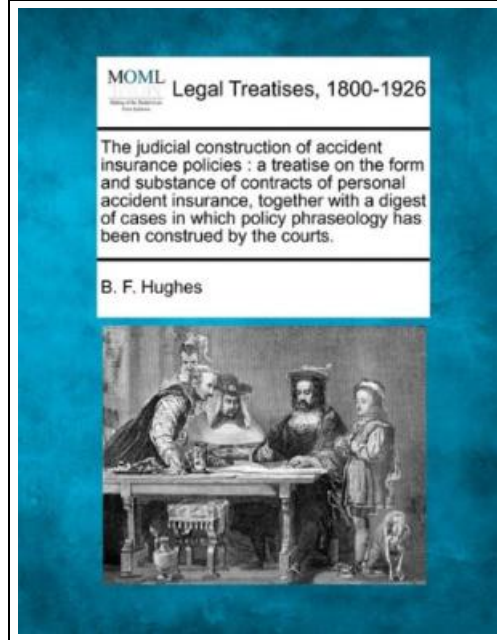 MOML
Legal Treatises, 1800-1926
The judicial construction of accident
insurance policies : a treatise on the form
and substance of contracts of personal
accident insurance, together with a digest
of cases in which policy phraseology has
been construed by the courts.
B. F. Hughes